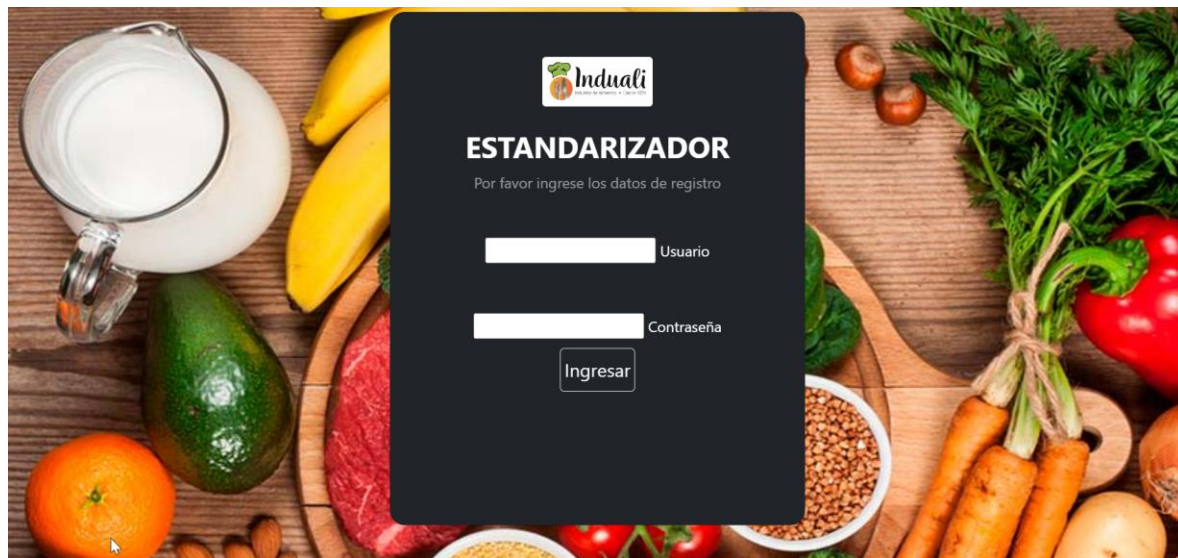 Induali
ESTANDARIZADOR
Por favor ingrese los datos de registro
Usuario
Contraseña
Ingresar